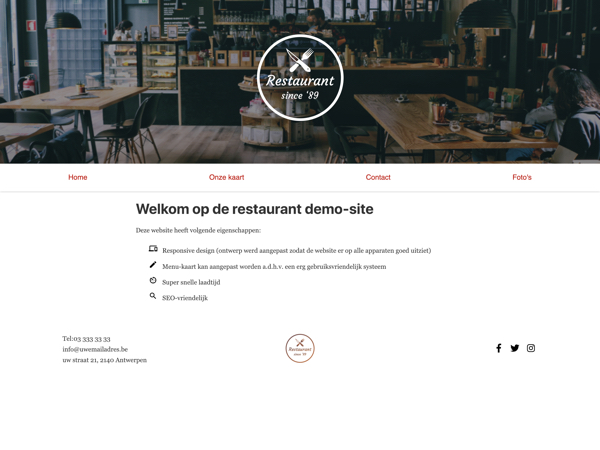 Restaurant
since '89
Home
Onze kaart
Contact
Foto's
Welkom op de restaurant demo-site
Deze website heeft volgende eigenschappen:
Responsive design (ontwerp werd aangepast zodat de website er op alle apparaten goed uitziet)
Menu-kaart kan aangepast worden a.d.h.v. een erg gebruiksvriendelijk systeem
Super snelle laadtijd
SEO-vriendelijk
Tel:03 333 33 33
info@uwemailadres.be
uw straat 21, 2140 Antwerpen
Restaurant
since '89